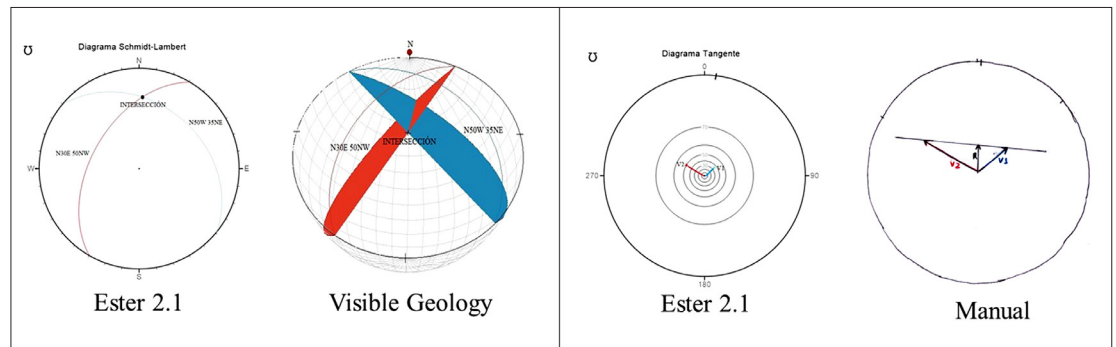 Diagrama Schmidt-Lambert
N
INTERSECCIÓN
N50W 35NE
N30E 50NW
W
E
S
Ester 2.1
N
N50W 35NE
N30E 50NW
INTERSECCIÓN
Visible Geology
Diagrama Tangente
0
V2
V1
270
90
180
Ester 2.1
R
V2
V1
Manual